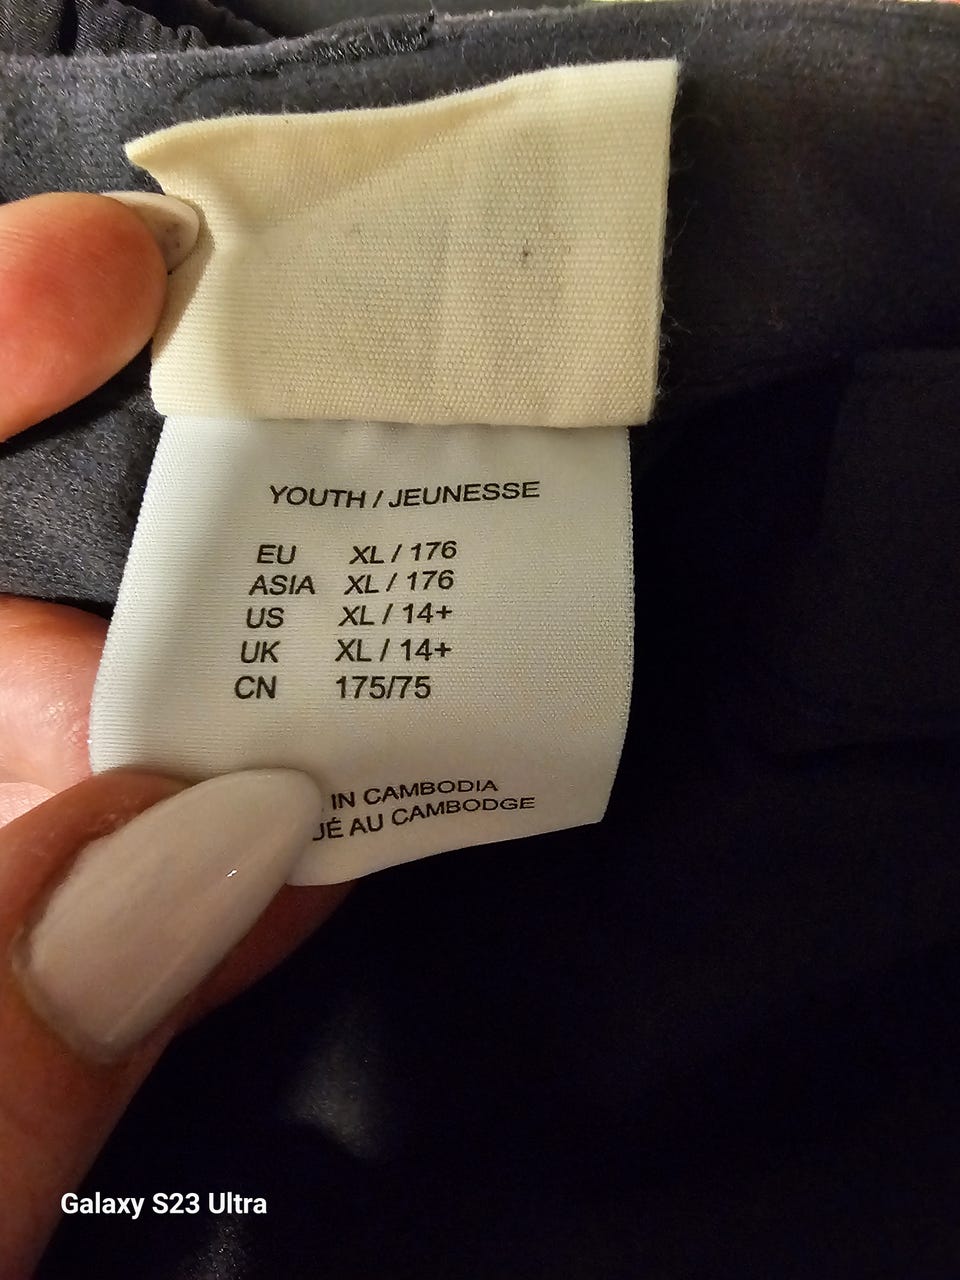 YOUTH / JEUNESSE
EU XL / 176
ASIA XL / 176
US XL / 14+
UK XL / 14+
CN 175/75
IN CAMBODIA
UÉ AU CAMBODGE
Galaxy S23 Ultra